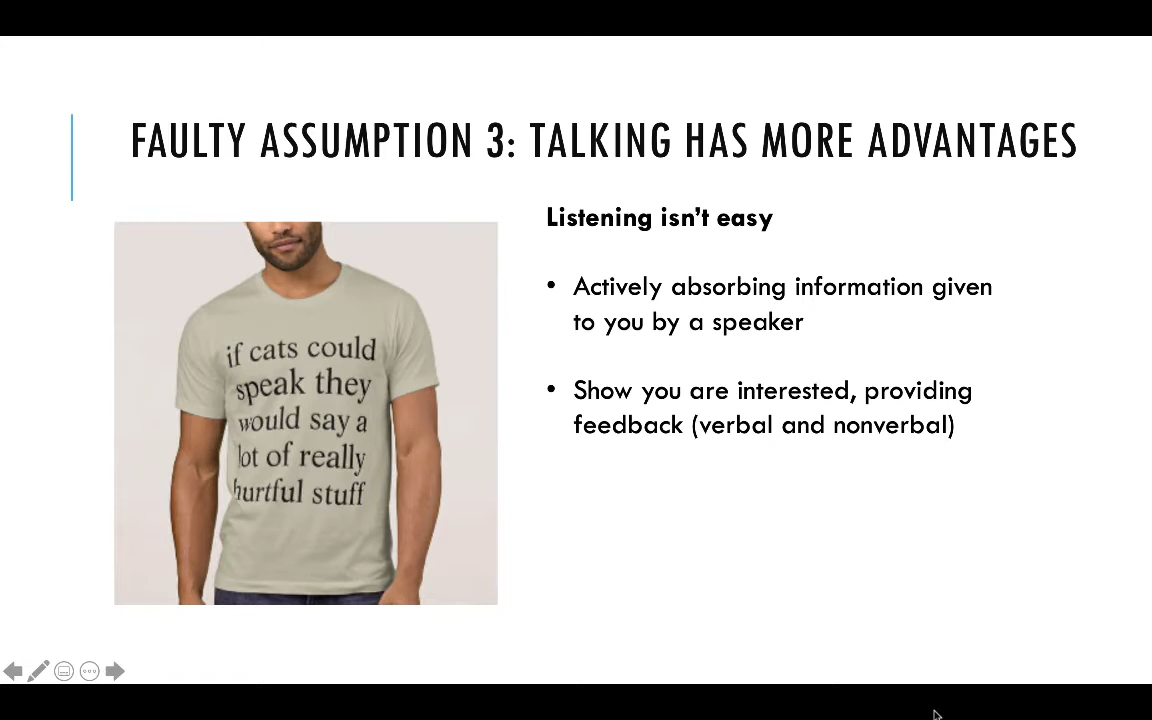 FAULTY ASSUMPTION 3: TALKING HAS MORE ADVANTAGES
if cats could
speak they
would say a
lot of really
hurtful stuff
Listening isn’t easy
• Actively absorbing information given
to you by a speaker
• Show you are interested, providing
feedback (verbal and nonverbal)